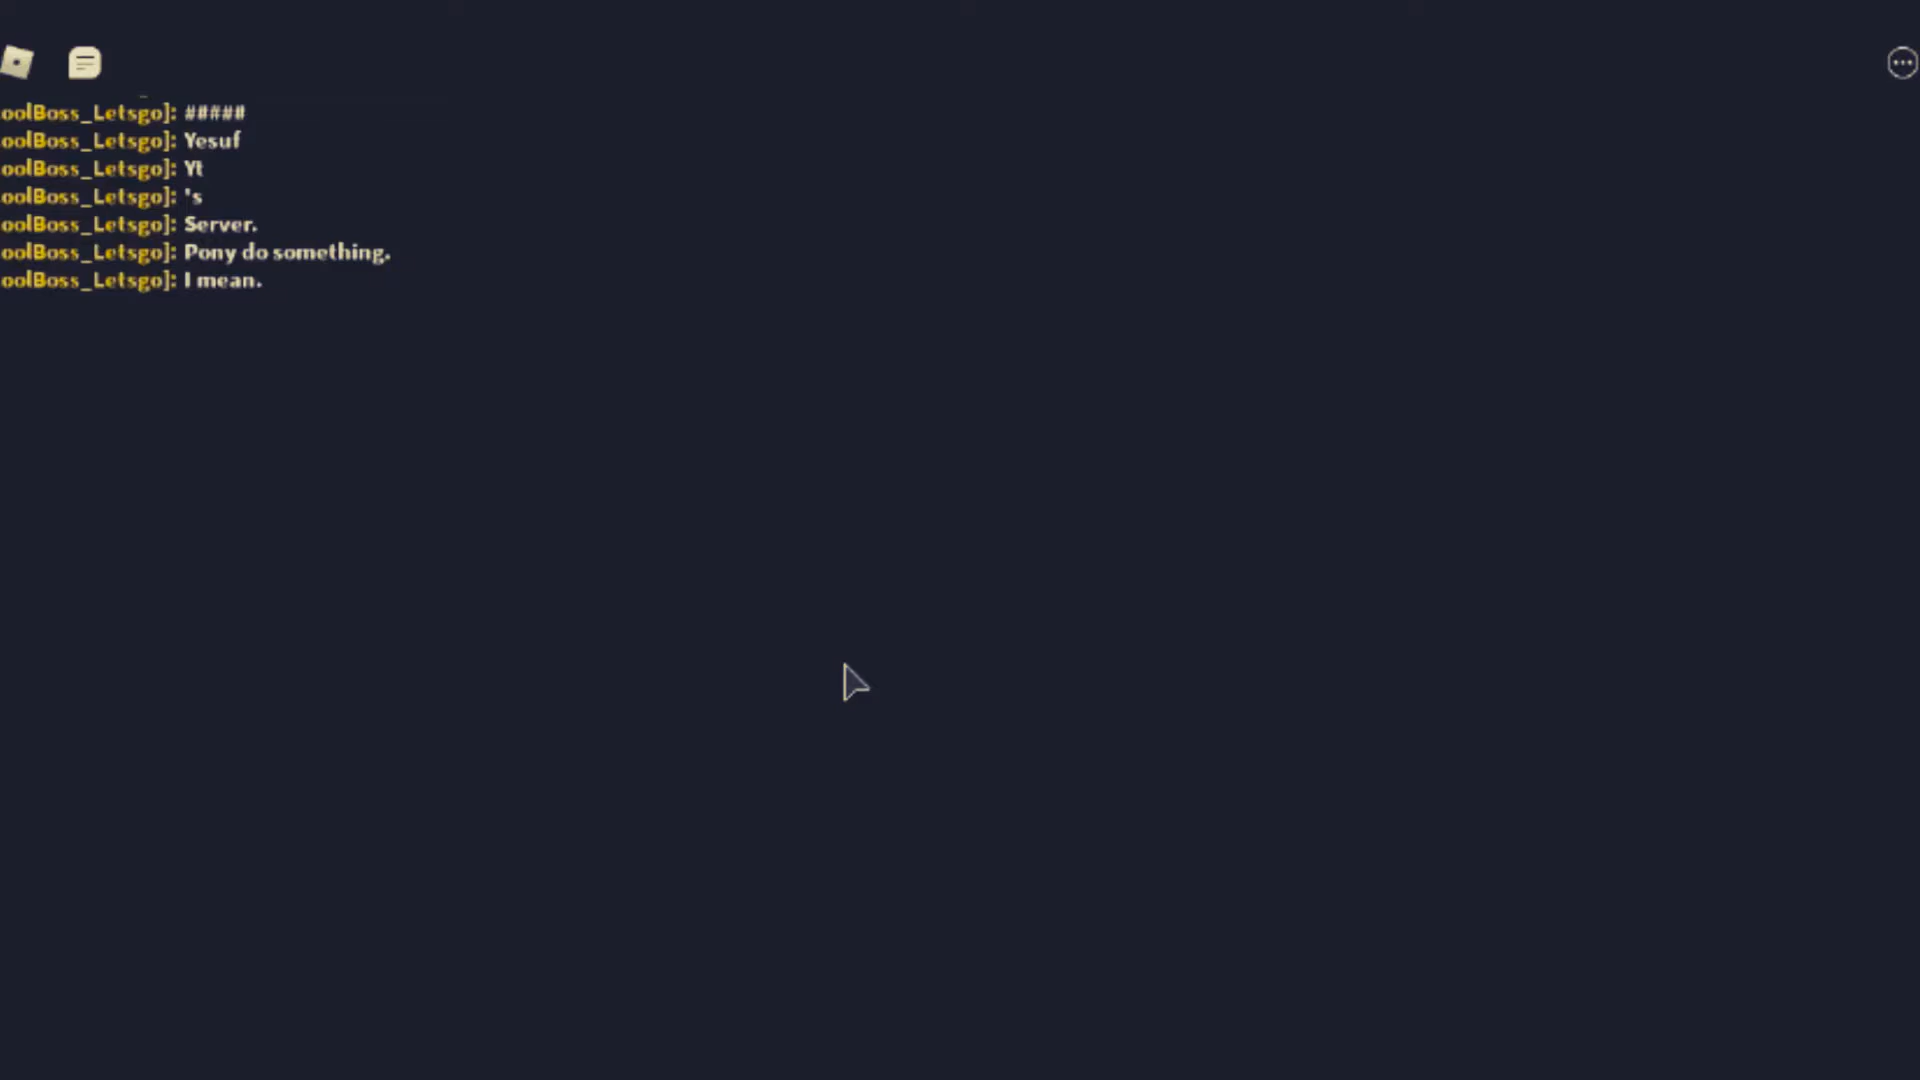 oolBoss_Letsgo]: #####
oolBoss_Letsgo]: Yesuf
oolBoss_Letsgo]: Yt
oolBoss_Letsgo]: 's
oolBoss_Letsgo]: Server.
oolBoss_Letsgo]: Pony do something.
oolBoss_Letsgo]: I mean.